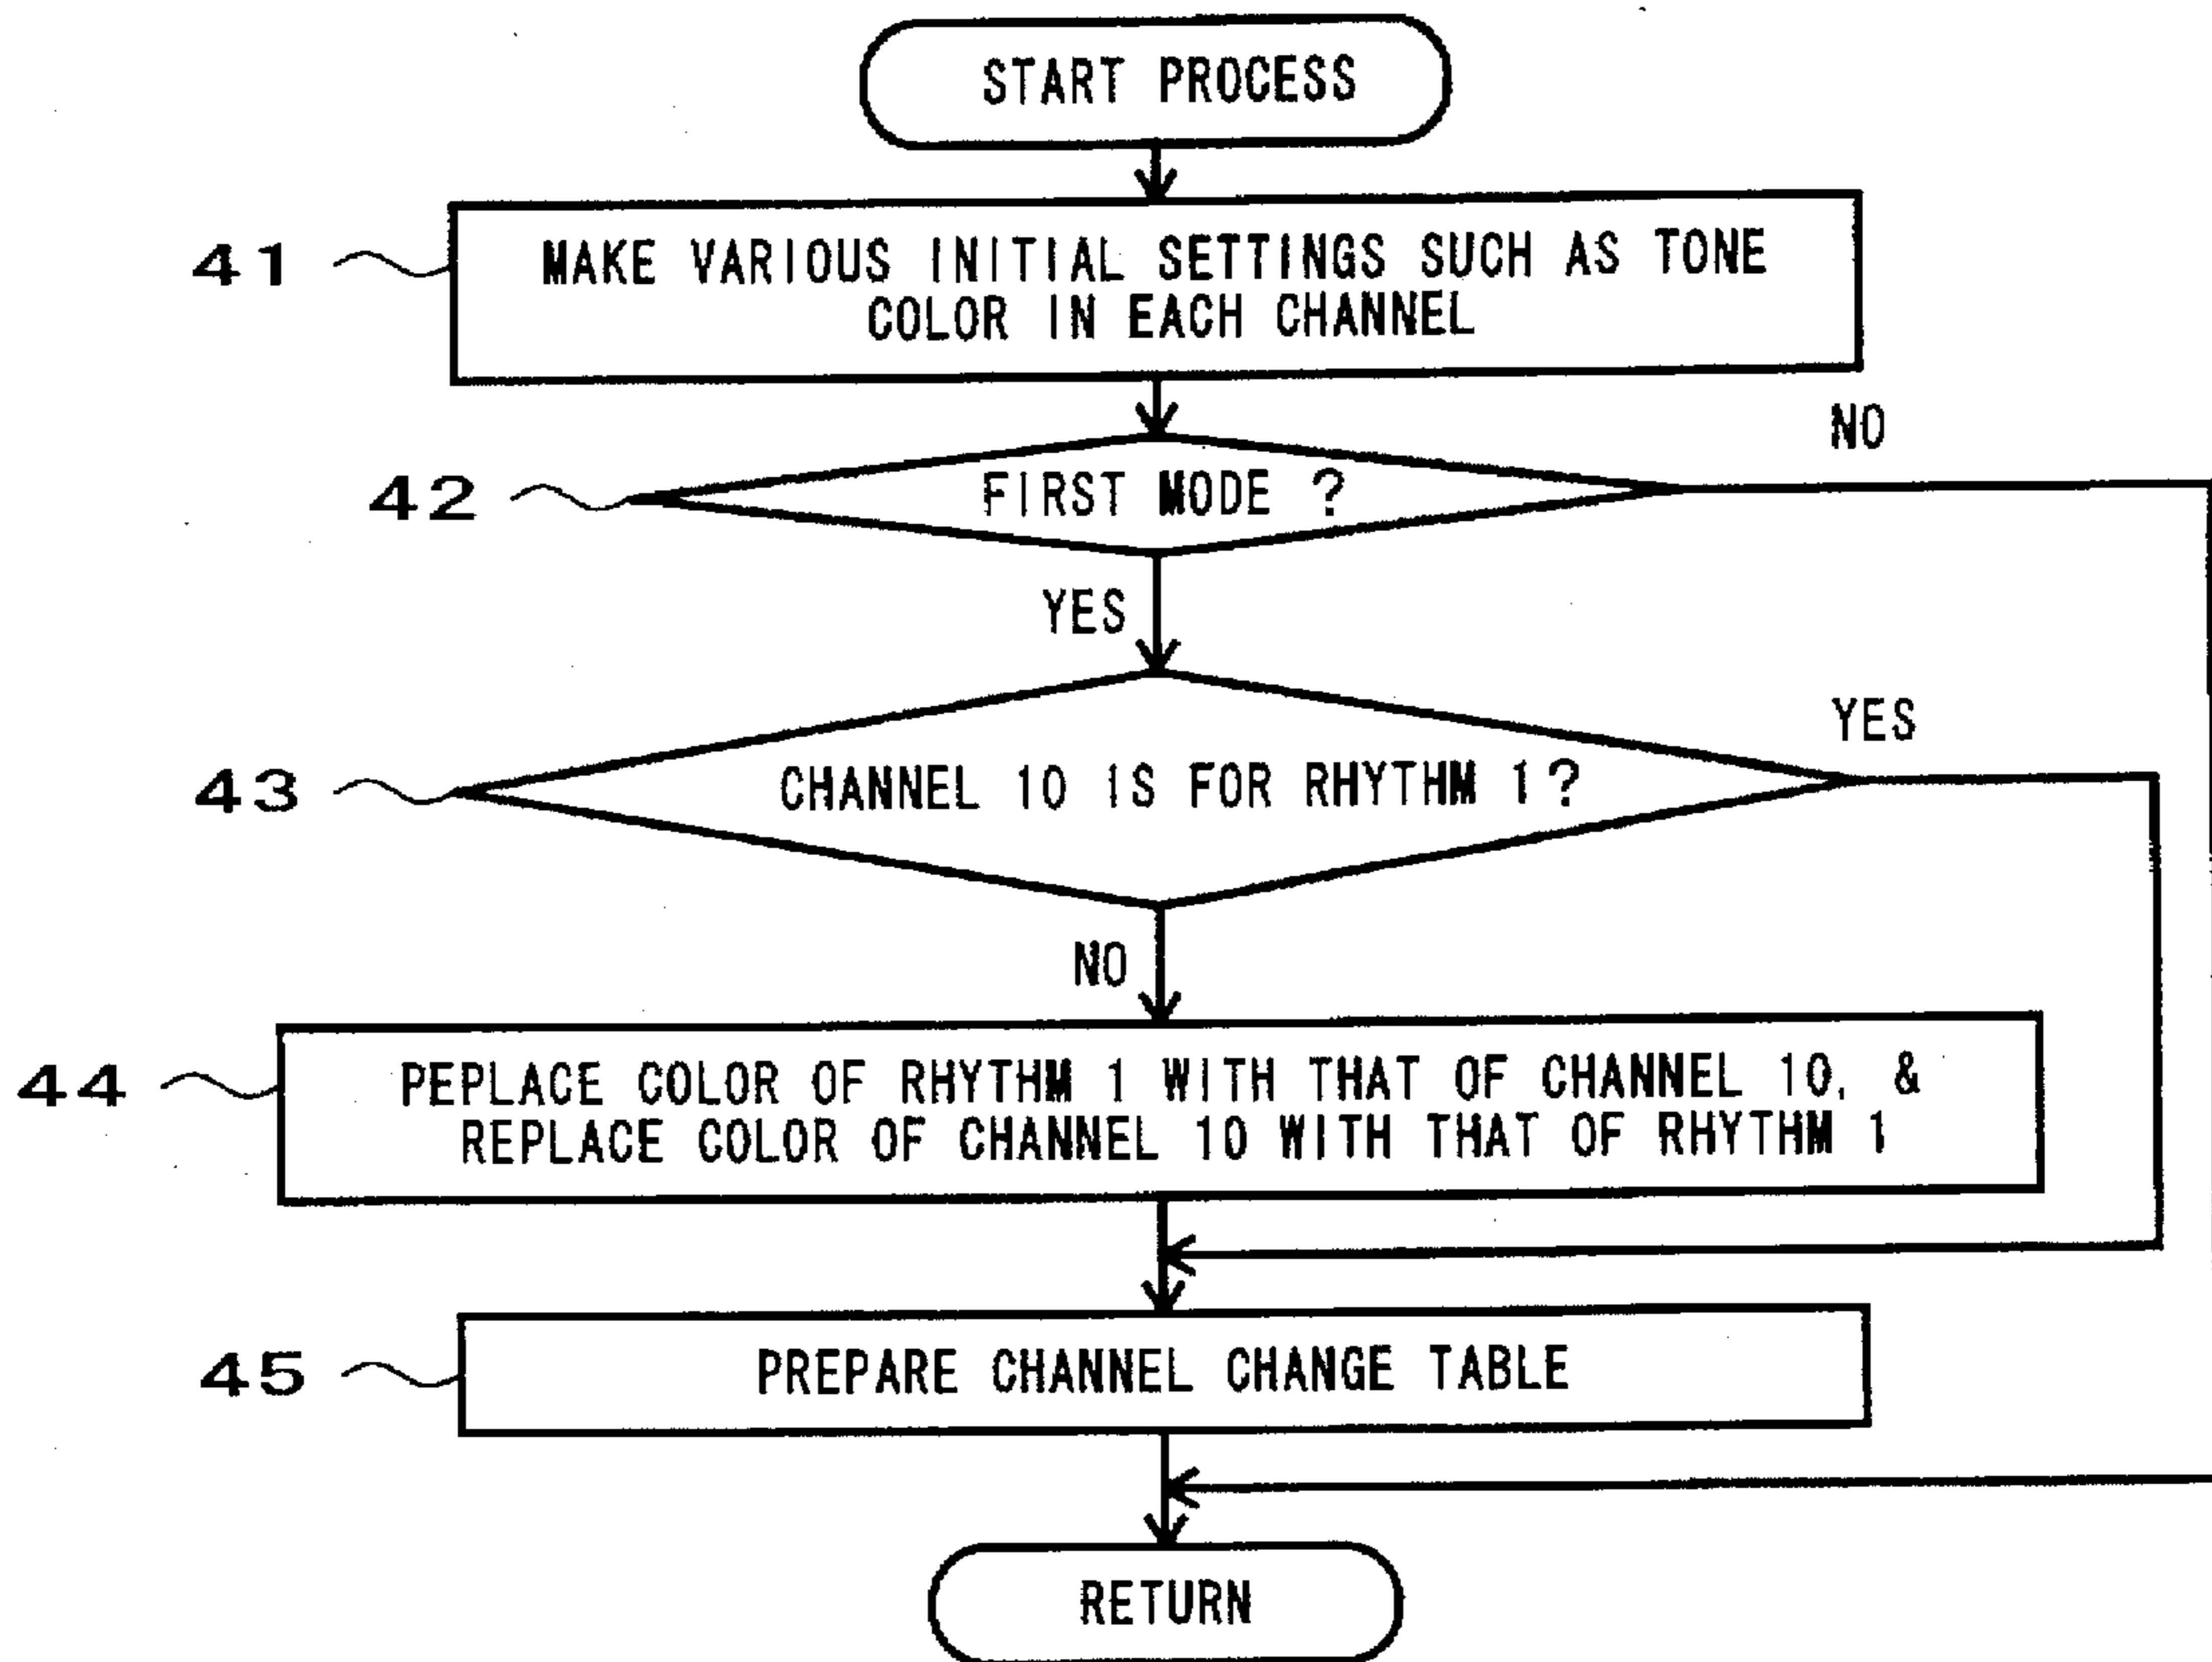 START PROCESS
41
MAKE VARIOUS INITIAL SETTINGS SUCH AS TONE
COLOR IN EACH CHANNEL
NO
42
FIRST MODE ?
YES
YES
43
CHANNEL 10 IS FOR RHYTHM 1?
NO
44
PEPLACE COLOR OF RHYTHM 1 WITH THAT OF CHANNEL 10, &
REPLACE COLOR OF CHANNEL 10 WITH THAT OF RHYTHM 1
45
PREPARE CHANNEL CHANGE TABLE
RETURN